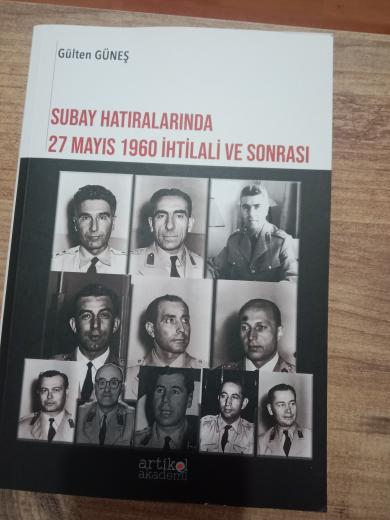 Gülten GÜNEŞ
SUBAY HATIRALARINDA
27 MAYIS 1960 İHTİLALİ VE SONRASI
artikel
akademi